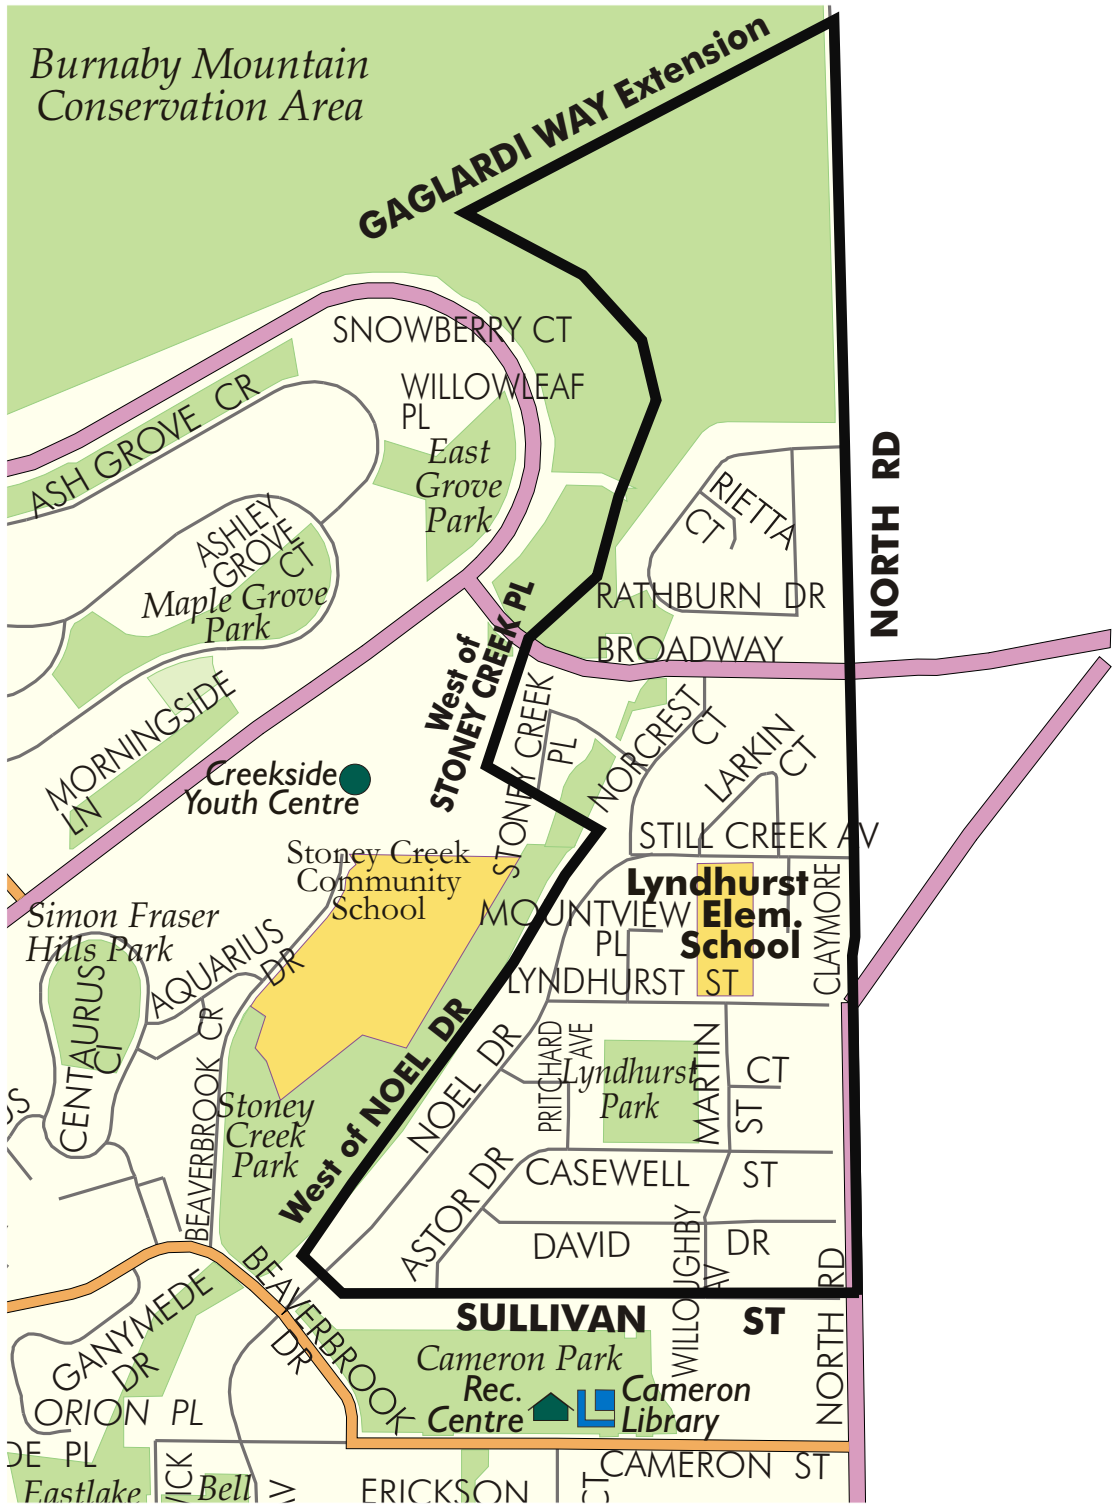 Burnaby Mountain
Conservation Area
GAGLARDI WAY Extension
SNOWBERRY CT
WILLOWLEAF
PL
ASH GROVE CR
East
Grove
Park
NORTH RD
RIETTA
CT
ASHLEY
GROVE
CT
Maple Grove
Park
RATHBURN DR
BROADWAY
West of
STONEY CREEK PL
STONEY CREEK
PL
NORCREST
CT
LARKIN
CT
MORNINGSIDE
LN
Creekside
Youth Centre
STILL CREEK AV
Stoney Creek
Community
School
Lyndhurst
Elem.
School
CLAYMORE
MOUNTVIEW
PL
Simon Fraser
Hills Park
AQUARIUS
DR
LYNDHURST ST
CENTAURUS
CI
BEAVERBROOK CR
West of NOEL DR
NOEL DR
PRITCHARD
AVE
Lyndhurst
Park
MARTIN
ST
CT
Stoney
Creek
Park
ASTOR DR
CASEWELL ST
DAVID DR
WILLOUGHBY
AV
NORTH RD
BEAVERBROOK
DR
GANYMEDE
DR
SULLIVAN ST
Cameron Park
Rec.
Centre
Cameron
Library
ORION PL
DE PL
Eastlake
Bell
ERICKSON
CT
CAMERON ST